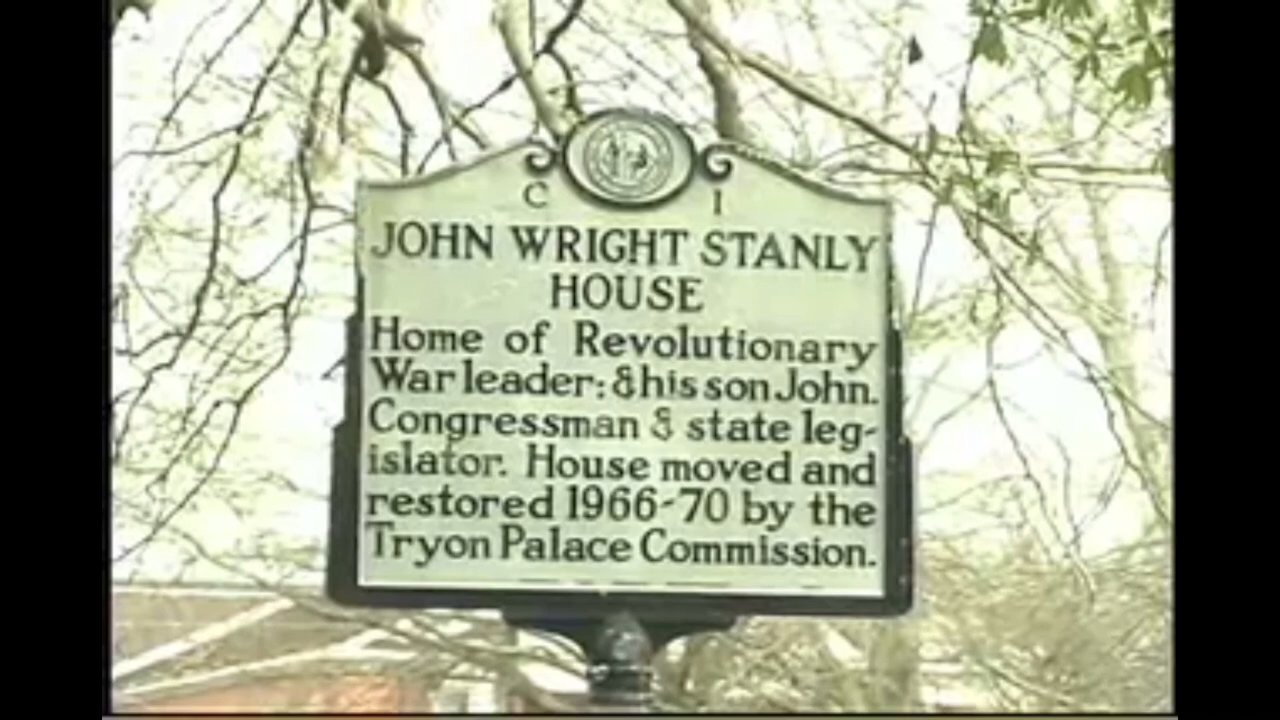 C I
JOHN WRIGHT STANLY
HOUSE
Home of Revolutionary
War leader: & his son John.
Congressman & state leg-
islator. House moved and
restored 1966-70 by the
Tryon Palace Commission.